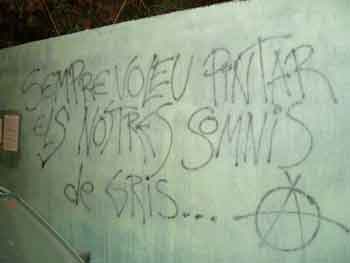 SEMPRE VOLEU PINTAR
ELS NOSTRES SOMNIS
de GRIS...